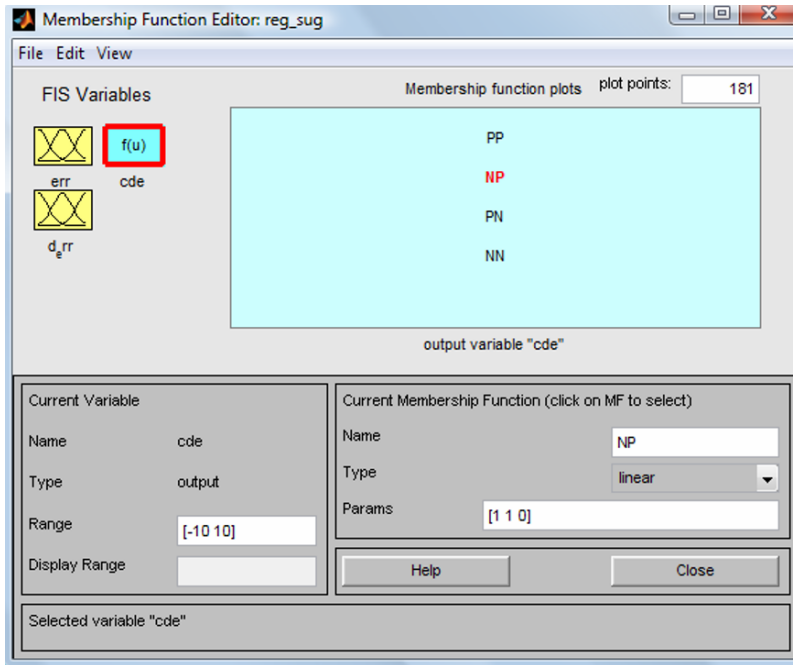 Membership Function Editor: reg_sug
File Edit View
FIS Variables
Membership function plots plot points: 181
f(u)
err cde
d_err
PP
NP
PN
NN
output variable "cde"
Current Variable
Name cde
Type output
Range [-10 10]
Display Range
Current Membership Function (click on MF to select)
Name NP
Type linear
Params [1 1 0]
Help Close
Selected variable "cde"